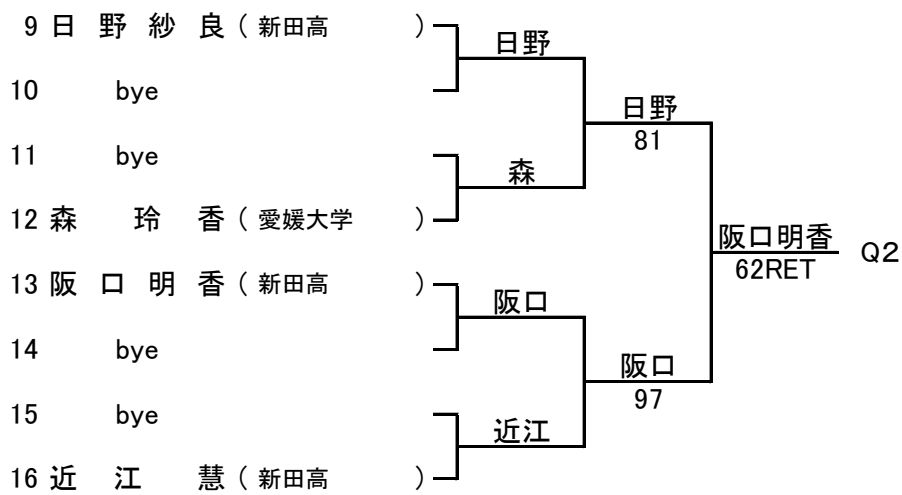 9 日 野 紗 良 ( 新田高 )
日野
10 bye
日野
81
11 bye
森
12 森 玲 香 ( 愛媛大学 )
阪口明香 Q2
62RET
13 阪 口 明 香 ( 新田高 )
阪口
14 bye
阪口
97
15 bye
近江
16 近 江 慧 ( 新田高 )